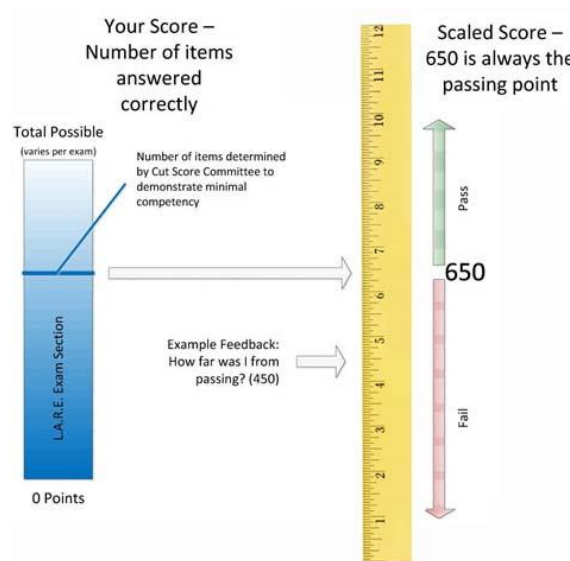 Your Score –
Number of items
answered
correctly
Scaled Score –
650 is always the
passing point
Total Possible
(varies per exam)
Number of items determined
by Cut Score Committee to
demonstrate minimal
competency
L.A.R.E. Exam Section
0 Points
Example Feedback:
How far was I from
passing? (450)
12
11
10
9
8
7
6
5
4
3
2
1
Pass
650
Fail